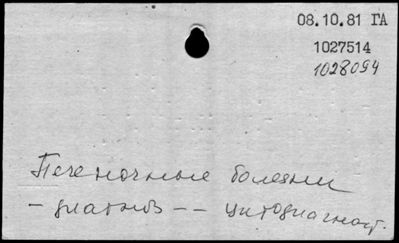 08.10.81 ГА
1027514
1028094
Печеночные болезни
- диагноз -- цитодиагност.